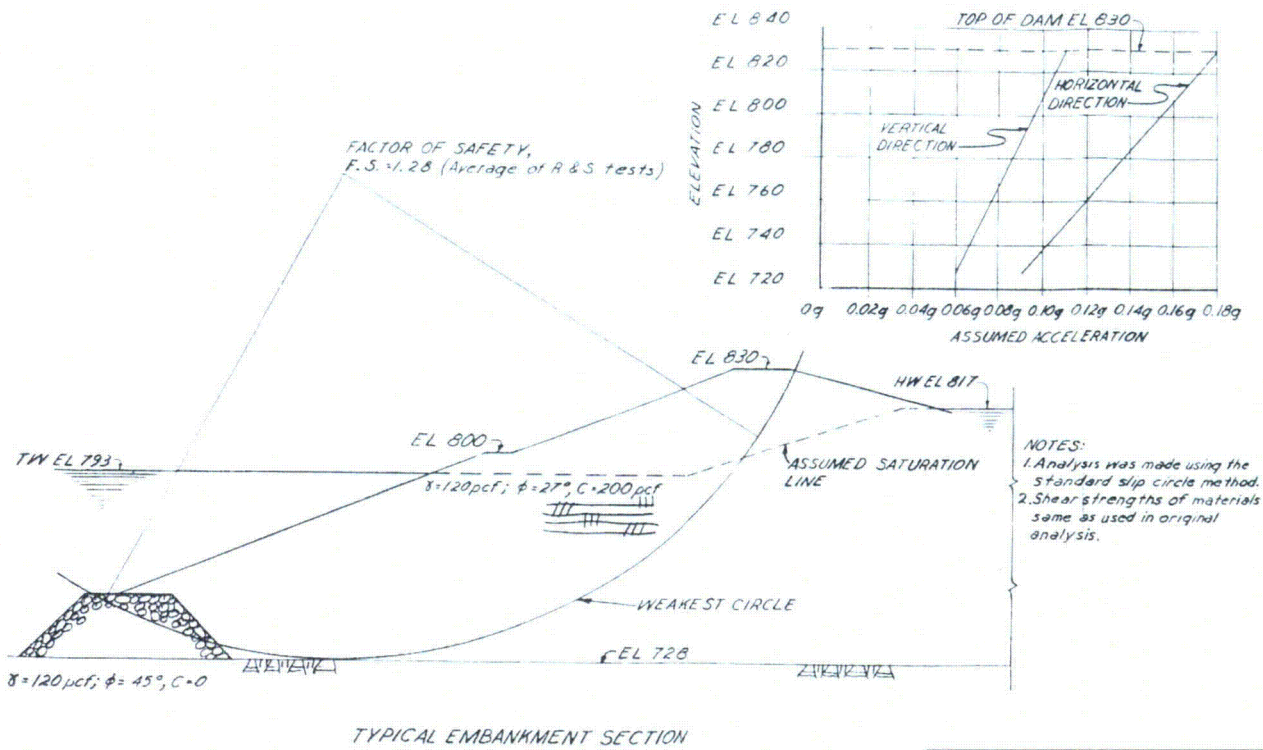 EL 840
TOP OF DAM EL 830
EL 820
EL 800
EL 780
EL 760
EL 740
EL 720
ELEVATION
HORIZONTAL
DIRECTION
VERTICAL
DIRECTION
0g 0.02g 0.04g 0.06g 0.08g 0.10g 0.12g 0.14g 0.16g 0.18g
ASSUMED ACCELERATION
FACTOR OF SAFETY,
F.S.=1.28 (Average of R & S tests)
EL 830
HW EL 817
EL 800
TW EL 793
ASSUMED SATURATION
LINE
γ=120 pcf; φ=27°, C=200 pcf
NOTES:
1. Analysis was made using the
standard slip circle method.
2. Shear strengths of materials
same as used in original
analysis.
WEAKEST CIRCLE
EL 728
γ=120 pcf; φ=45°, C=0
TYPICAL EMBANKMENT SECTION